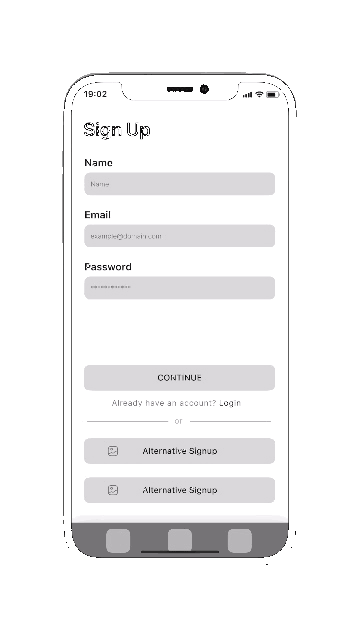 19:02
Sign Up
Name
Name
Email
example@domain.com
Password
CONTINUE
Already have an account? Login
or
Alternative Signup
Alternative Signup